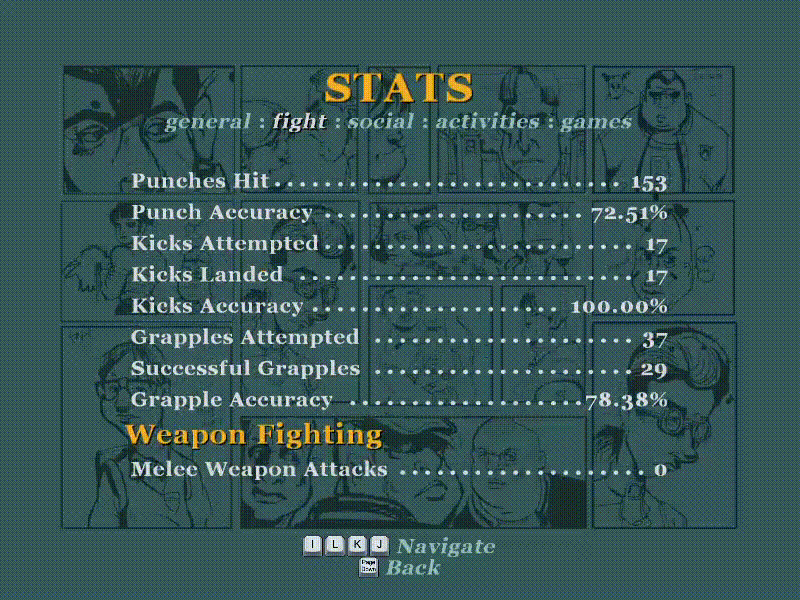 STATS
general : fight : social : activities : games
Punches Hit . . . . . . . . . . . . . . . . . . . . . . . . . . . . 153
Punch Accuracy . . . . . . . . . . . . . . . . . . . . . 72.51%
Kicks Attempted . . . . . . . . . . . . . . . . . . . . . . . . . 17
Kicks Landed . . . . . . . . . . . . . . . . . . . . . . . . . . . 17
Kicks Accuracy . . . . . . . . . . . . . . . . . . . . 100.00%
Grapples Attempted . . . . . . . . . . . . . . . . . . . . . 37
Successful Grapples . . . . . . . . . . . . . . . . . . . . . 29
Grapple Accuracy . . . . . . . . . . . . . . . . . . . 78.38%
Weapon Fighting
Melee Weapon Attacks . . . . . . . . . . . . . . . . . . . . 0
I L K J Navigate
Page Down Back